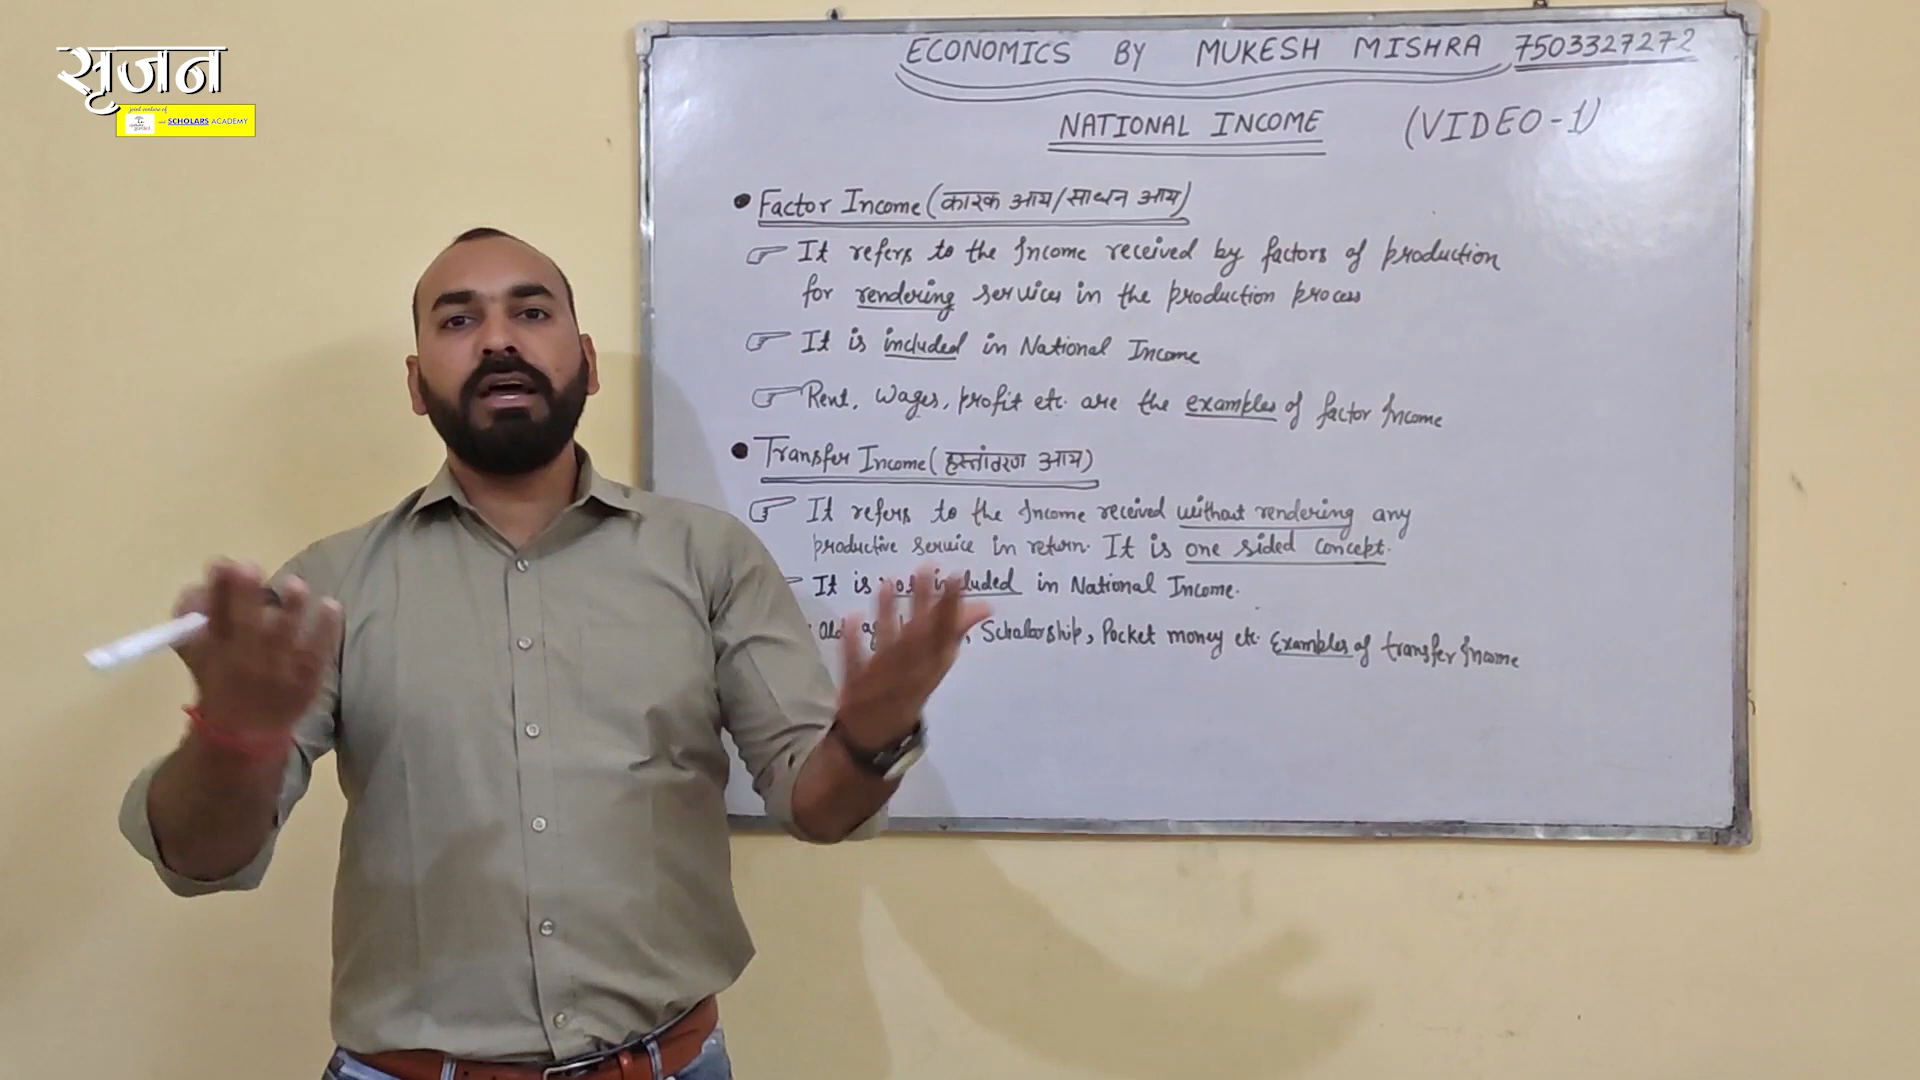 सृजन
joint venture of
SCHOLARS ACADEMY
ECONOMICS BY MUKESH MISHRA 7503327272
NATIONAL INCOME (VIDEO-1)
• Factor Income (कारक आय/साधन आय)
☞ It refers to the Income received by factors of production
for rendering services in the production process
☞ It is included in National Income
☞ Rent, Wages, profit etc. are the examples of factor Income
• Transfer Income (हस्तांतरण आय)
☞ It refers to the Income received without rendering any
productive service in return. It is one sided concept.
It is not included in National Income.
Old, Scholarship, Pocket money etc Examples of transfer Income